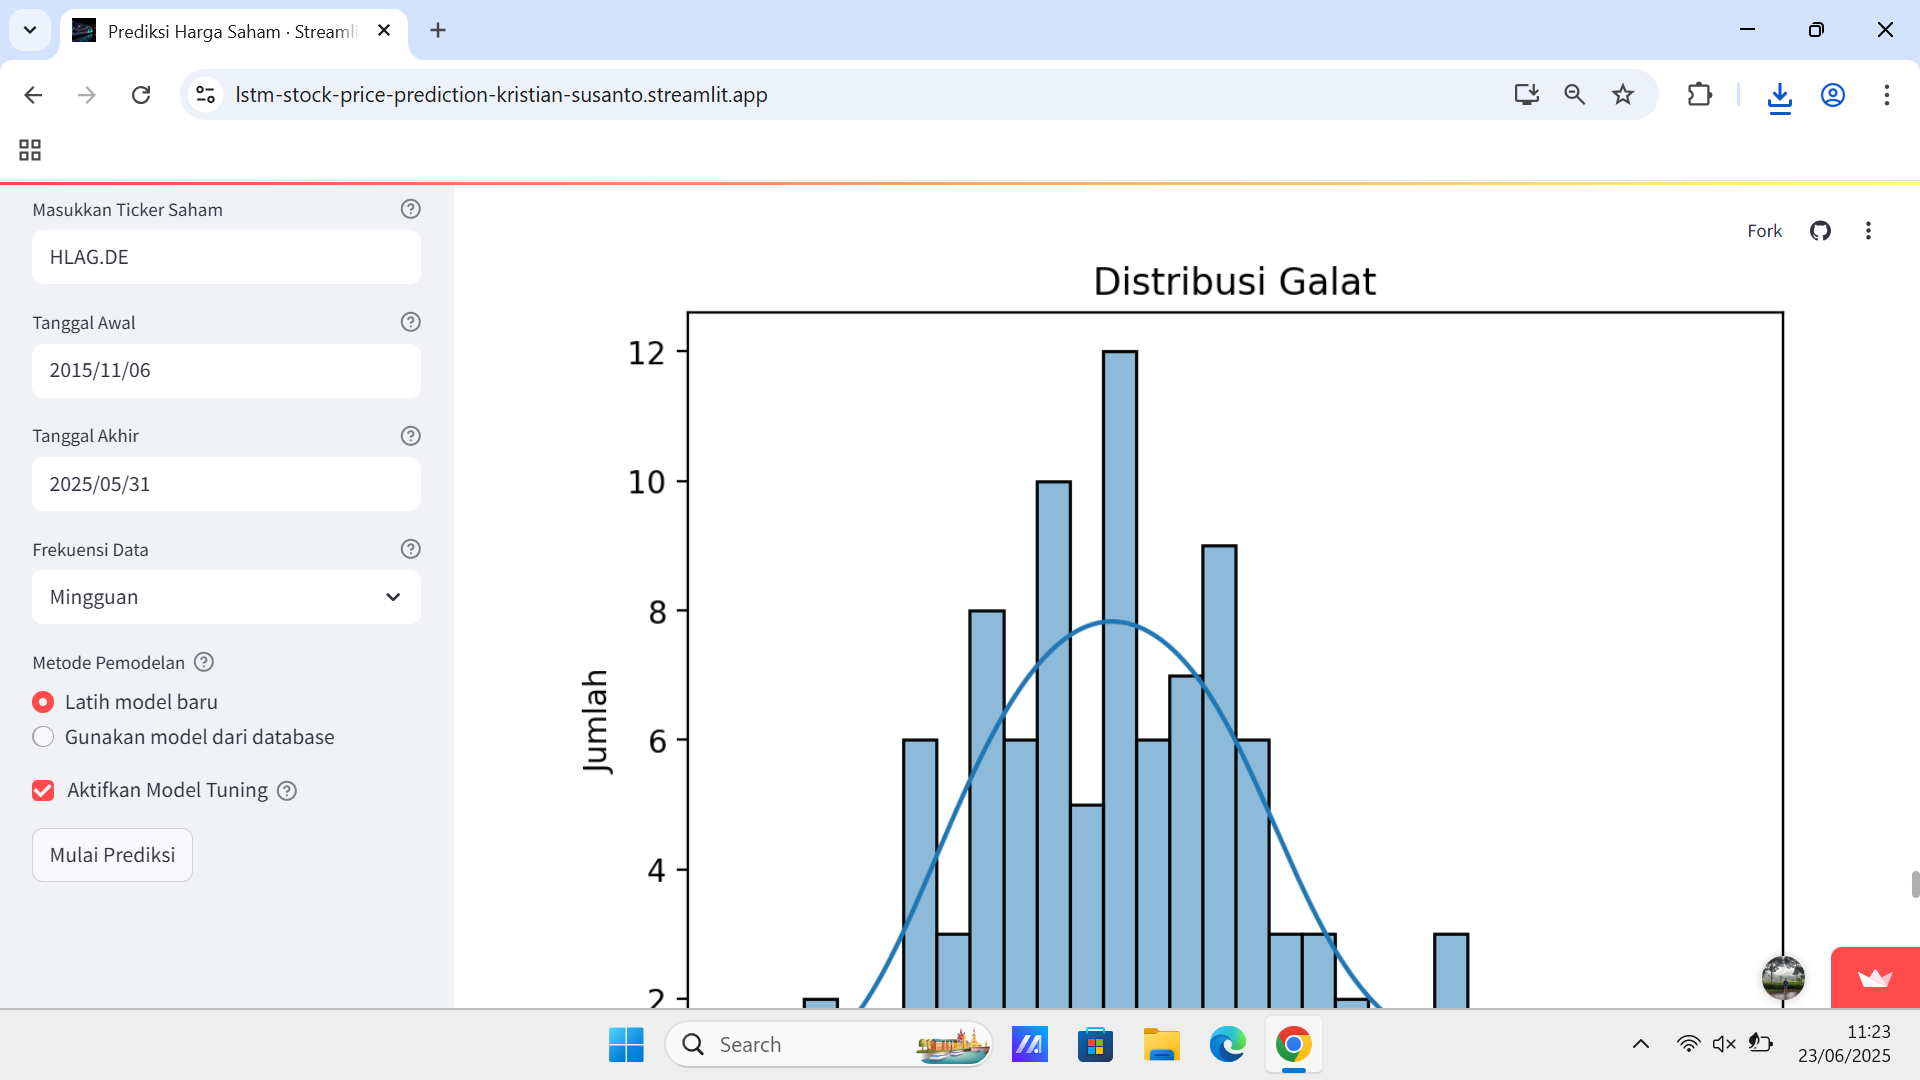 Prediksi Harga Saham · Streamli
lstm-stock-price-prediction-kristian-susanto.streamlit.app
Masukkan Ticker Saham
HLAG.DE
Tanggal Awal
2015/11/06
Tanggal Akhir
2025/05/31
Frekuensi Data
Mingguan
Metode Pemodelan
Latih model baru
Gunakan model dari database
Aktifkan Model Tuning
Mulai Prediksi
Fork
Distribusi Galat
12
10
8
6
4
2
Jumlah
Search
11:23
23/06/2025